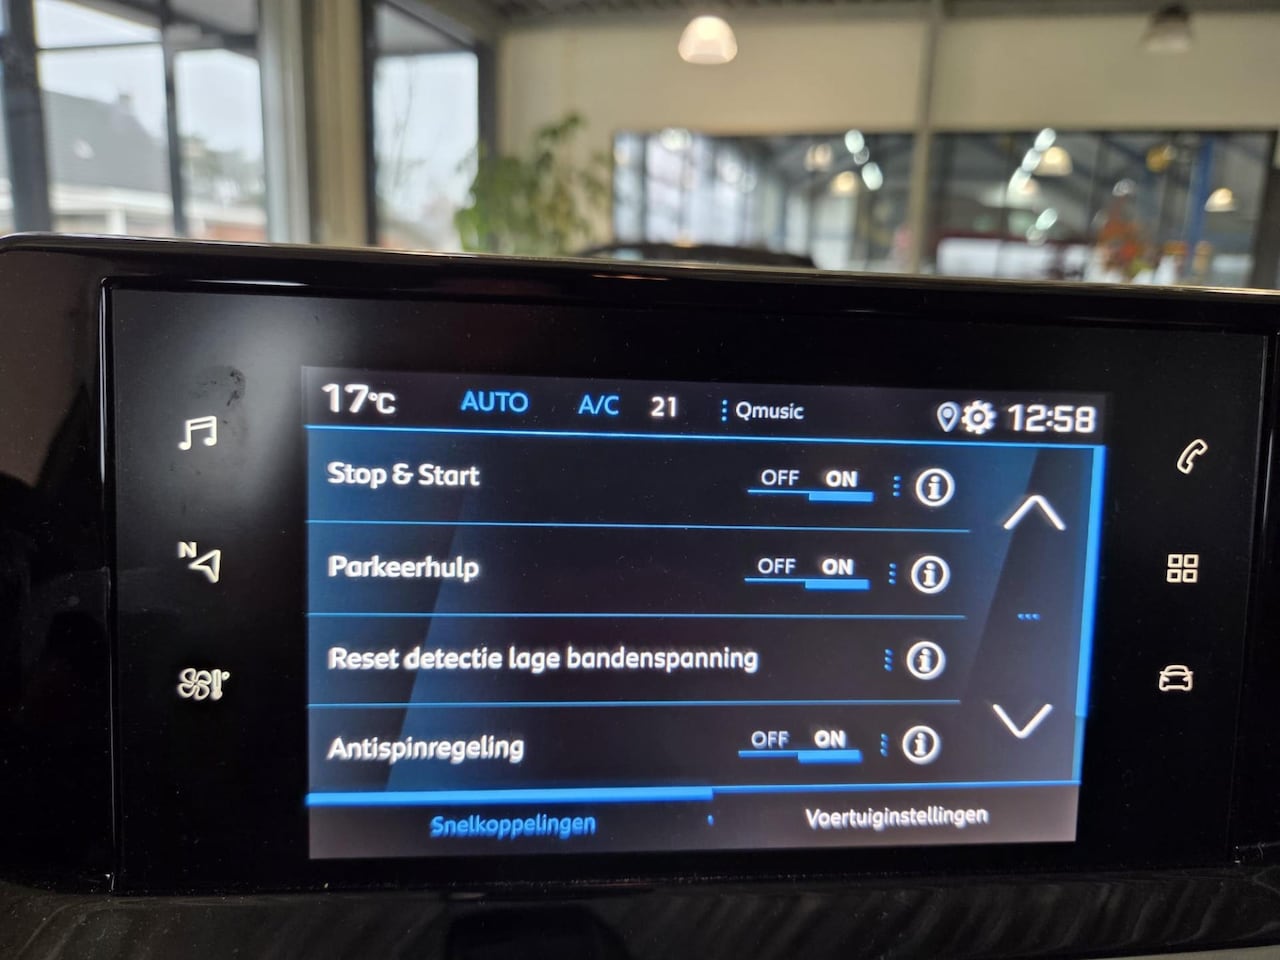 17°C AUTO A/C 21 Qmusic 12:58
Stop & Start OFF ON
Parkeerhulp OFF ON
N
Reset detectie lage bandenspanning
Antispinregeling OFF ON
Snelkoppelingen Voertuiginstellingen